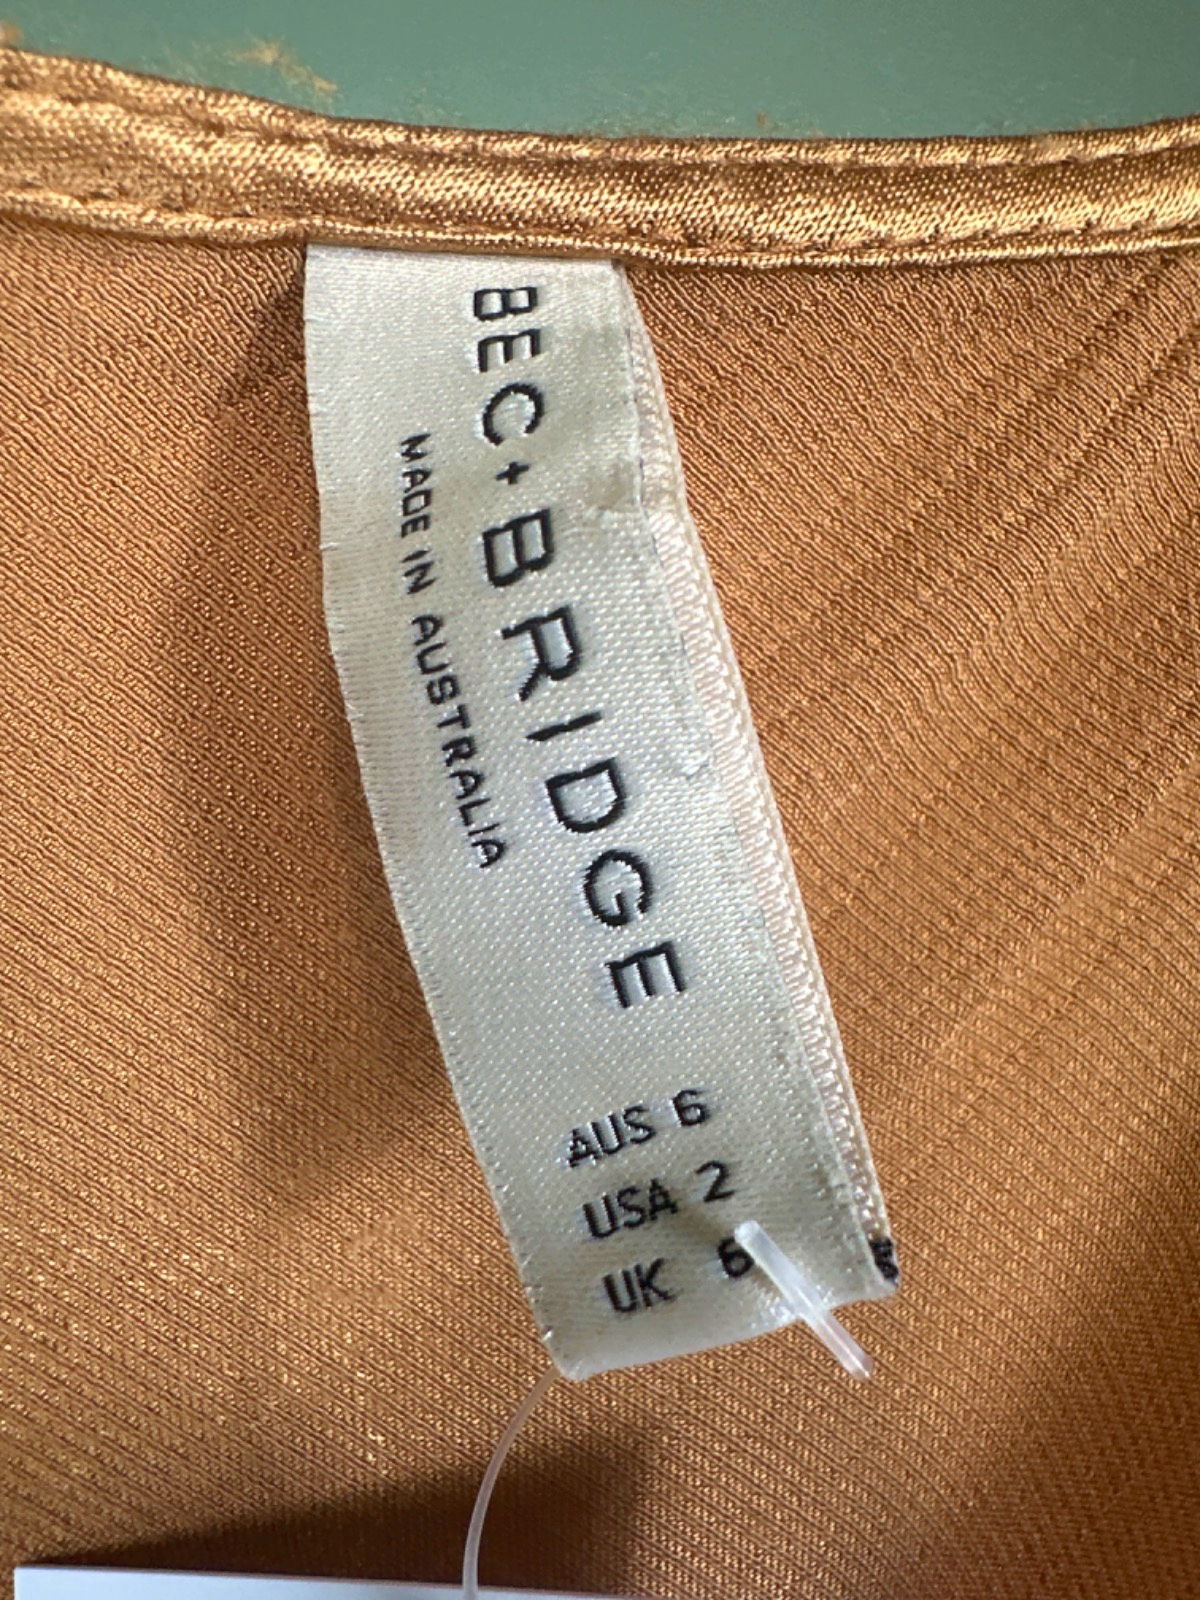 BEC+BRIDGE
MADE IN AUSTRALIA
AUS 6
USA 2
UK 6